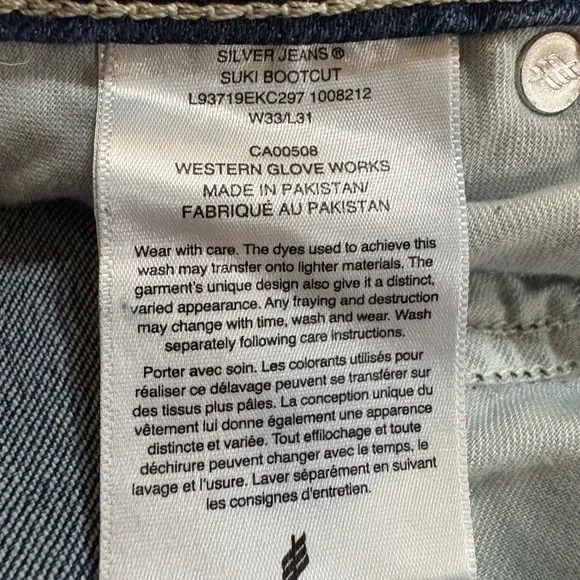 SILVER JEANS ®
SUKI BOOTCUT
L93719EKC297 1008212
W33/L31
CA00508
WESTERN GLOVE WORKS
MADE IN PAKISTAN/
FABRIQUÉ AU PAKISTAN
Wear with care. The dyes used to achieve this
wash may transfer onto lighter materials. The
garment's unique design also give it a distinct,
varied appearance. Any fraying and destruction
may change with time, wash and wear. Wash
separately following care instructions.
Porter avec soin. Les colorants utilisés pour
réaliser ce délavage peuvent se transférer sur
des tissus plus pâles. La conception unique du
vêtement lui donne également une apparence
distincte et variée. Tout effilochage et toute
déchirure peuvent changer avec le temps, le
lavage et l'usure. Laver séparément en suivant
les consignes d'entretien.